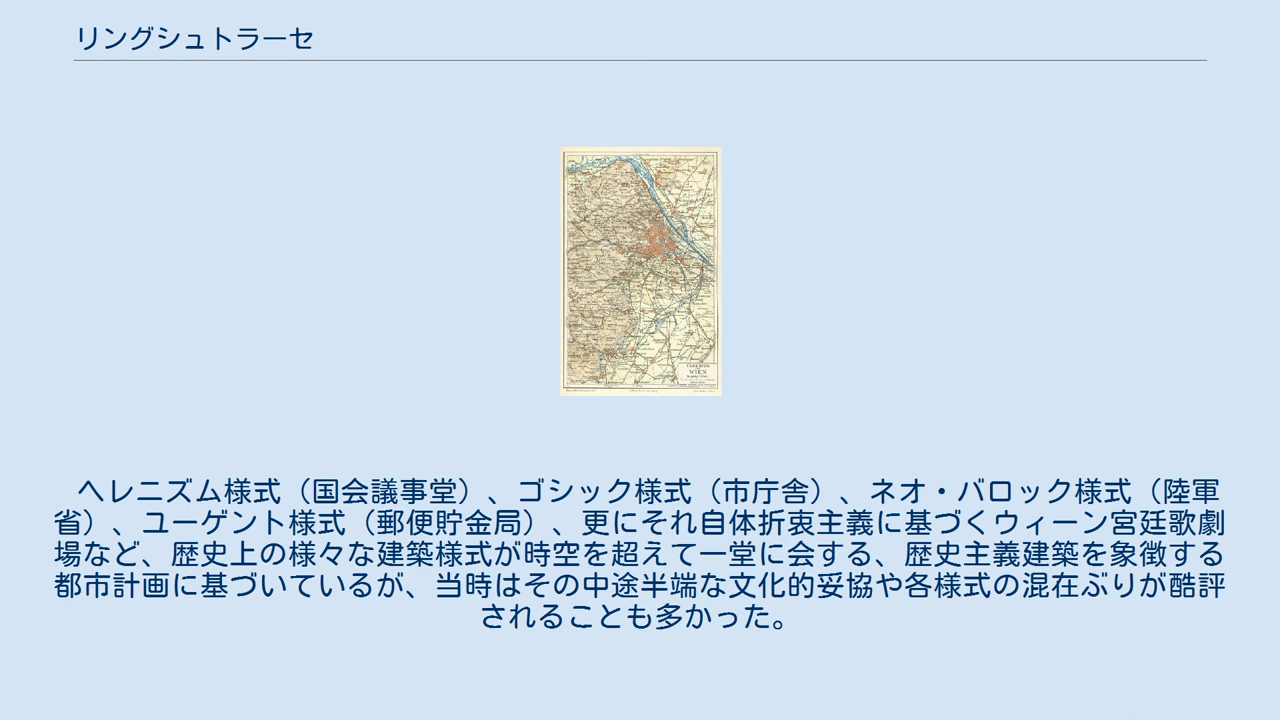 リングシュトラーセ
WIEN
ヘレニズム様式（国会議事堂）、ゴシック様式（市庁舎）、ネオ・バロック様式（陸軍
省）、ユーゲント様式（郵便貯金局）、更にそれ自体折衷主義に基づくウィーン宮廷歌劇
場など、歴史上の様々な建築様式が時空を超えて一堂に会する、歴史主義建築を象徴する
都市計画に基づいているが、当時はその中途半端な文化的妥協や各様式の混在ぶりが酷評
されることも多かった。